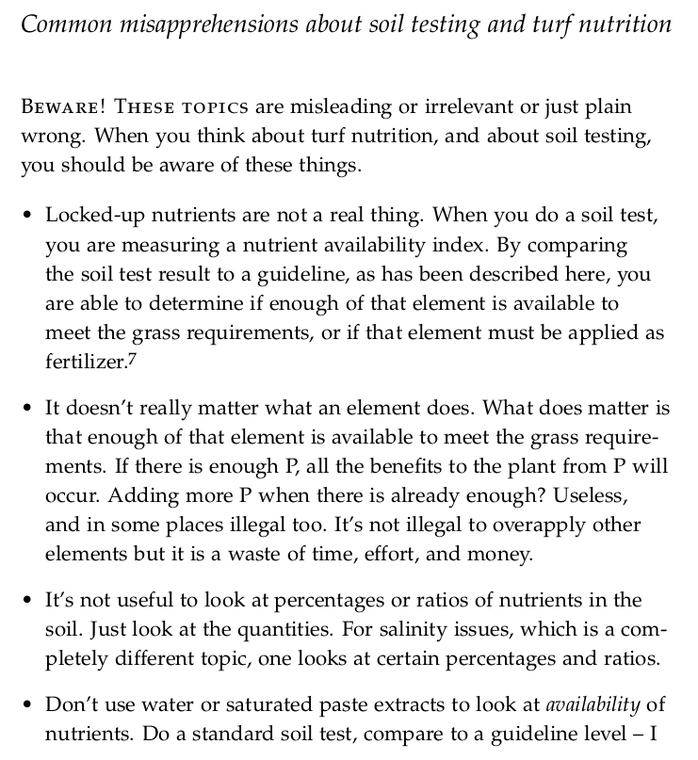 Common misapprehensions about soil testing and turf nutrition
BEWARE! THESE TOPICS are misleading or irrelevant or just plain
wrong. When you think about turf nutrition, and about soil testing,
you should be aware of these things.
• Locked-up nutrients are not a real thing. When you do a soil test,
you are measuring a nutrient availability index. By comparing
the soil test result to a guideline, as has been described here, you
are able to determine if enough of that element is available to
meet the grass requirements, or if that element must be applied as
fertilizer.7
• It doesn't really matter what an element does. What does matter is
that enough of that element is available to meet the grass require-
ments. If there is enough P, all the benefits to the plant from P will
occur. Adding more P when there is already enough? Useless,
and in some places illegal too. It's not illegal to overapply other
elements but it is a waste of time, effort, and money.
• It's not useful to look at percentages or ratios of nutrients in the
soil. Just look at the quantities. For salinity issues, which is a com-
pletely different topic, one looks at certain percentages and ratios.
• Don't use water or saturated paste extracts to look at availability of
nutrients. Do a standard soil test, compare to a guideline level – I